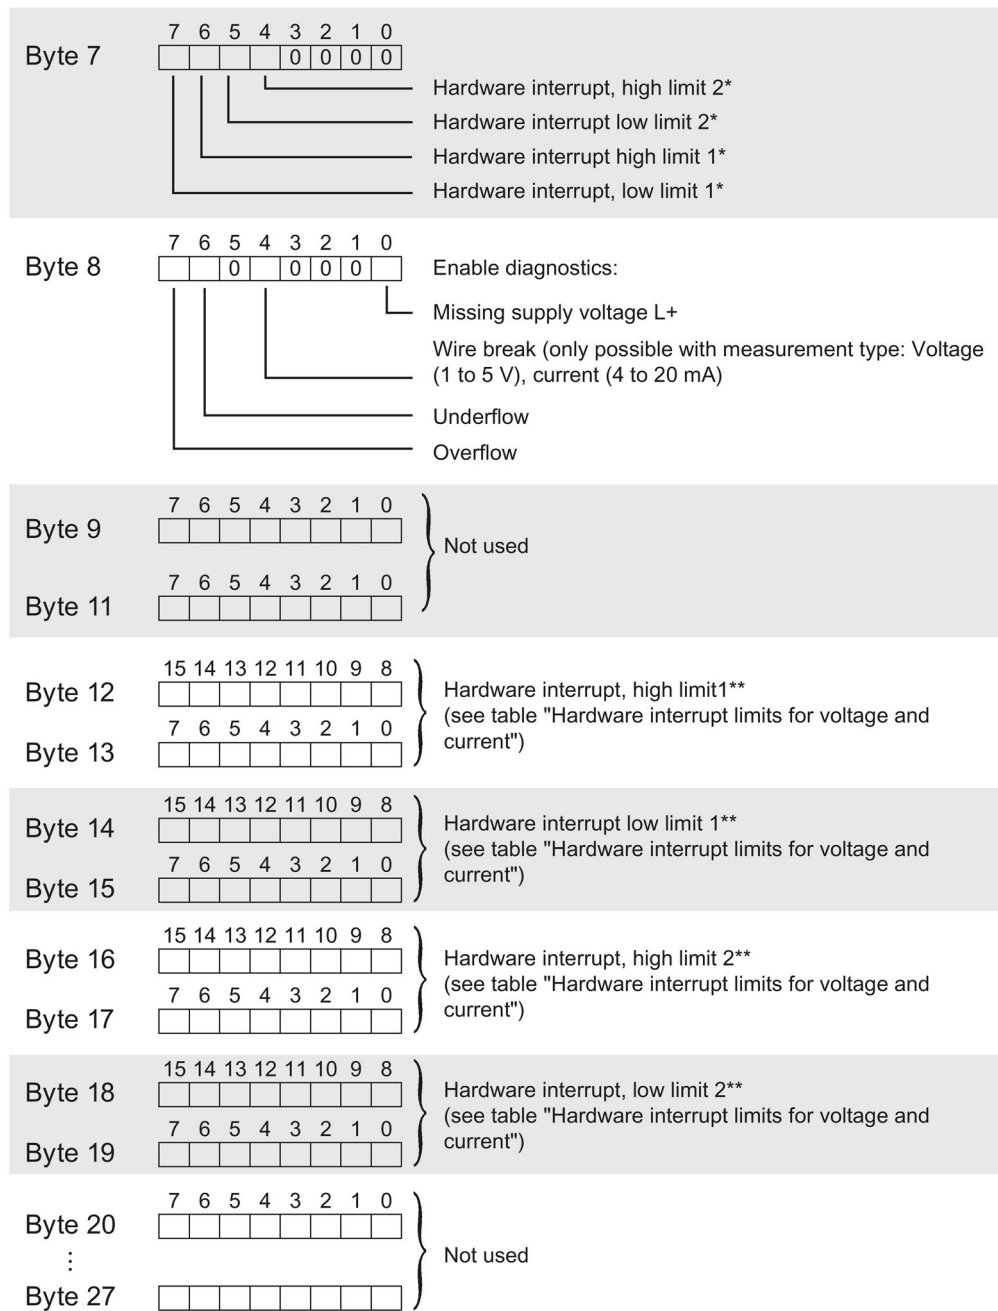 7 6 5 4 3 2 1 0
Byte 7
0 0 0 0
Hardware interrupt, high limit 2*
Hardware interrupt low limit 2*
Hardware interrupt high limit 1*
Hardware interrupt, low limit 1*
7 6 5 4 3 2 1 0
Byte 8
0 0 0 0
Enable diagnostics:
Missing supply voltage L+
Wire break (only possible with measurement type: Voltage
(1 to 5 V), current (4 to 20 mA)
Underflow
Overflow
7 6 5 4 3 2 1 0
Byte 9
Not used
7 6 5 4 3 2 1 0
Byte 11
15 14 13 12 11 10 9 8
Byte 12
Hardware interrupt, high limit1**
(see table "Hardware interrupt limits for voltage and
current")
7 6 5 4 3 2 1 0
Byte 13
15 14 13 12 11 10 9 8
Byte 14
Hardware interrupt low limit 1**
(see table "Hardware interrupt limits for voltage and
current")
7 6 5 4 3 2 1 0
Byte 15
15 14 13 12 11 10 9 8
Byte 16
Hardware interrupt, high limit 2**
(see table "Hardware interrupt limits for voltage and
current")
7 6 5 4 3 2 1 0
Byte 17
15 14 13 12 11 10 9 8
Byte 18
Hardware interrupt, low limit 2**
(see table "Hardware interrupt limits for voltage and
current")
7 6 5 4 3 2 1 0
Byte 19
7 6 5 4 3 2 1 0
Byte 20
⋮
Not used
Byte 27